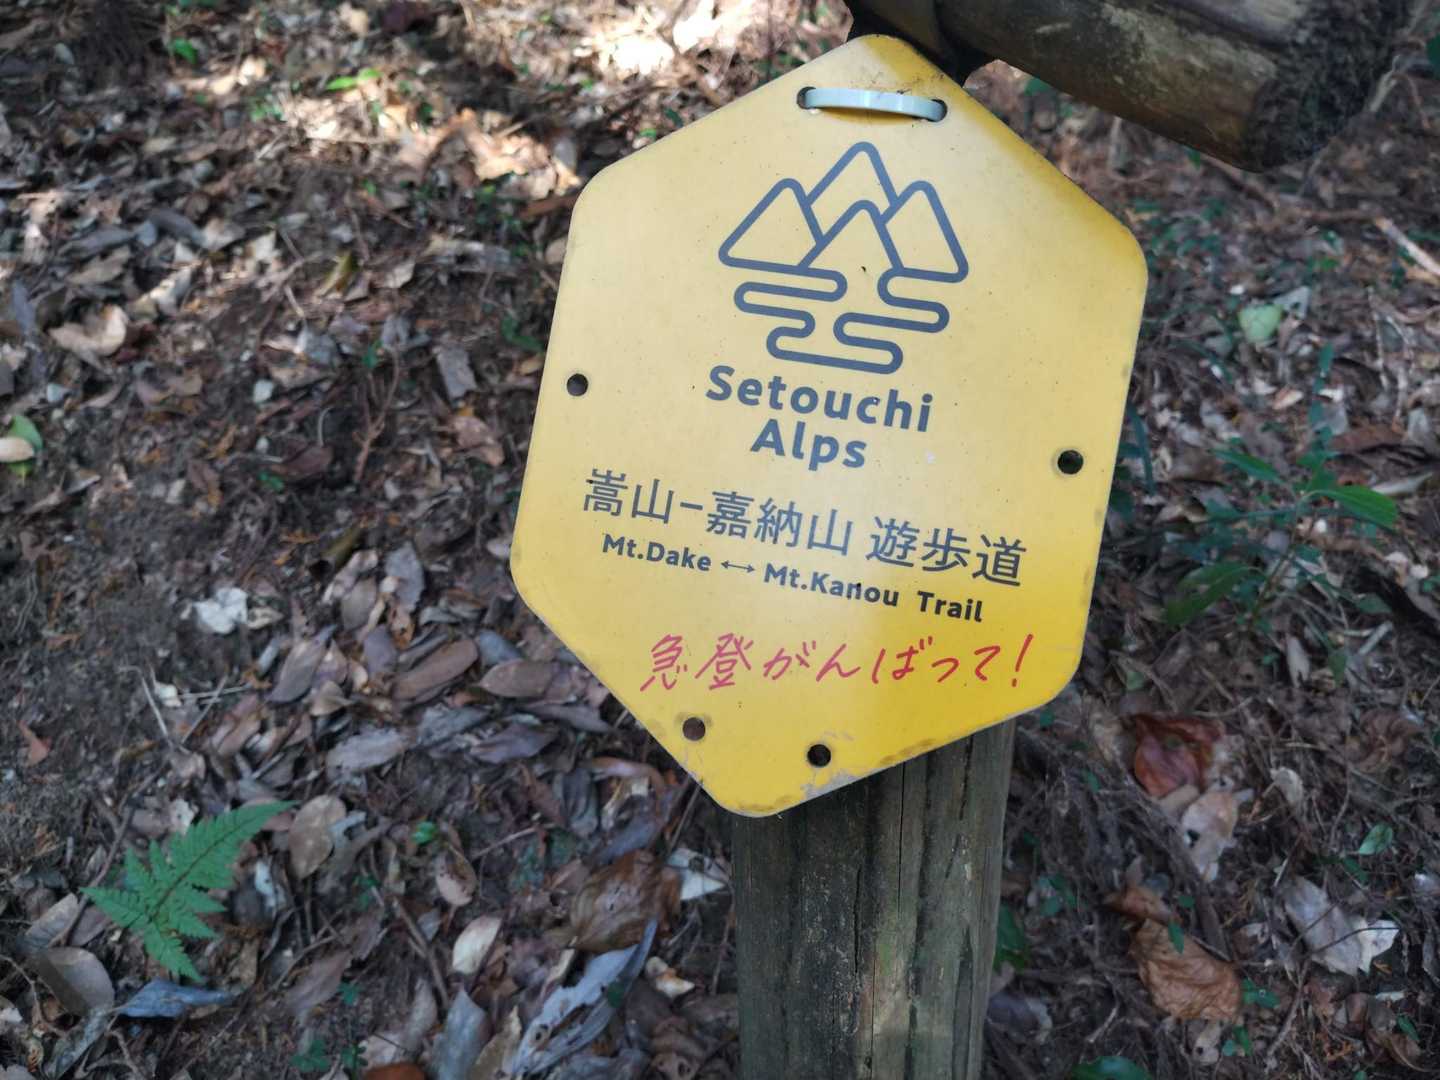 Setouchi
Alps
嵩山-嘉納山 遊歩道
Mt.Dake ↔ Mt.Kanou Trail
急登がんばって!